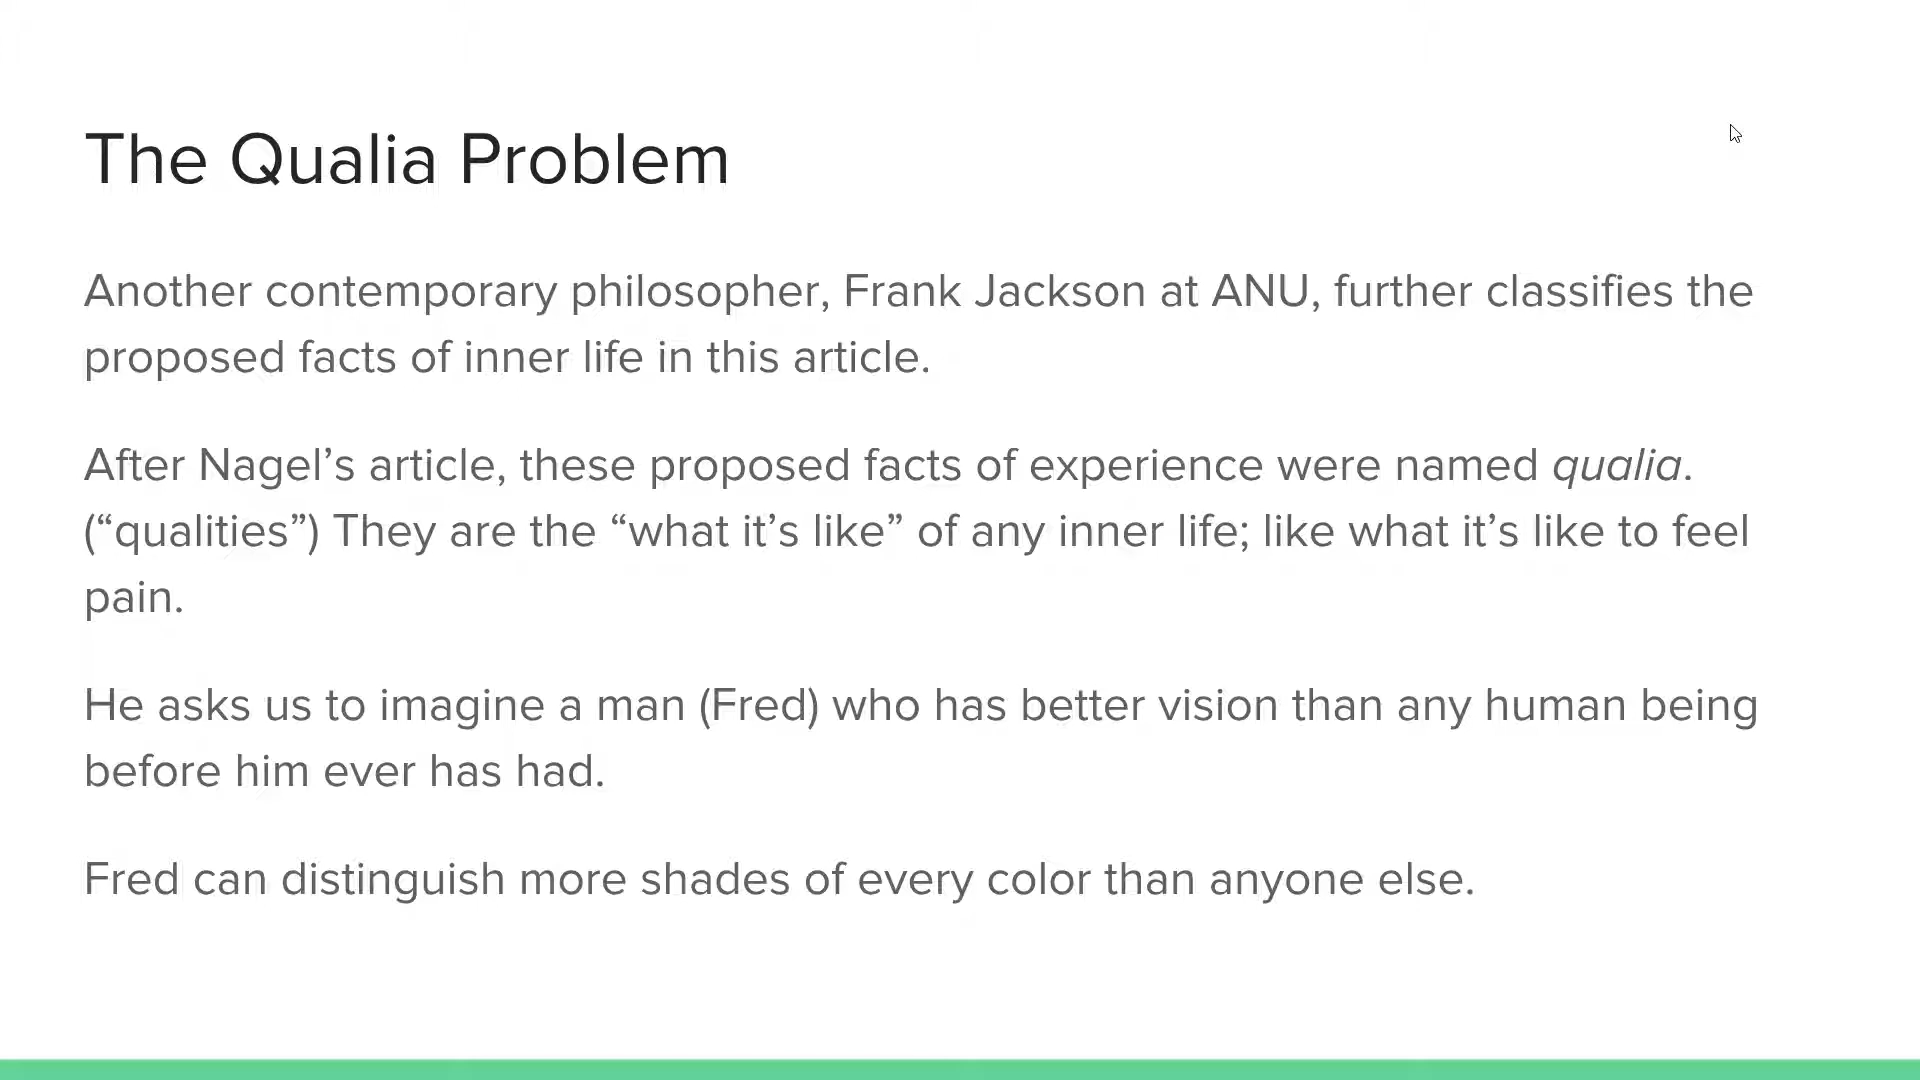 The Qualia Problem
Another contemporary philosopher, Frank Jackson at ANU, further classifies the
proposed facts of inner life in this article.
After Nagel’s article, these proposed facts of experience were named qualia.
(“qualities”) They are the “what it’s like” of any inner life; like what it’s like to feel
pain.
He asks us to imagine a man (Fred) who has better vision than any human being
before him ever has had.
Fred can distinguish more shades of every color than anyone else.